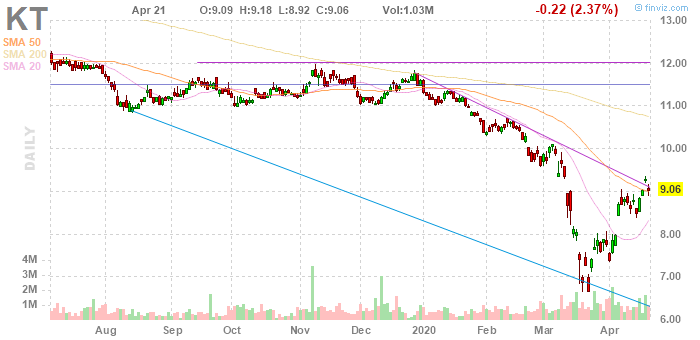 KT Apr 21 O:9.09 H:9.18 L:8.92 C:9.06 Vol:1.03M -0.22 (2.37%) © finviz.com
SMA 50
SMA 200
SMA 20
DAILY
13.00
12.00
11.00
10.00
9.06
8.00
7.00
6.00
4M
3M
2M
1M
Aug Sep Oct Nov Dec 2020 Feb Mar Apr